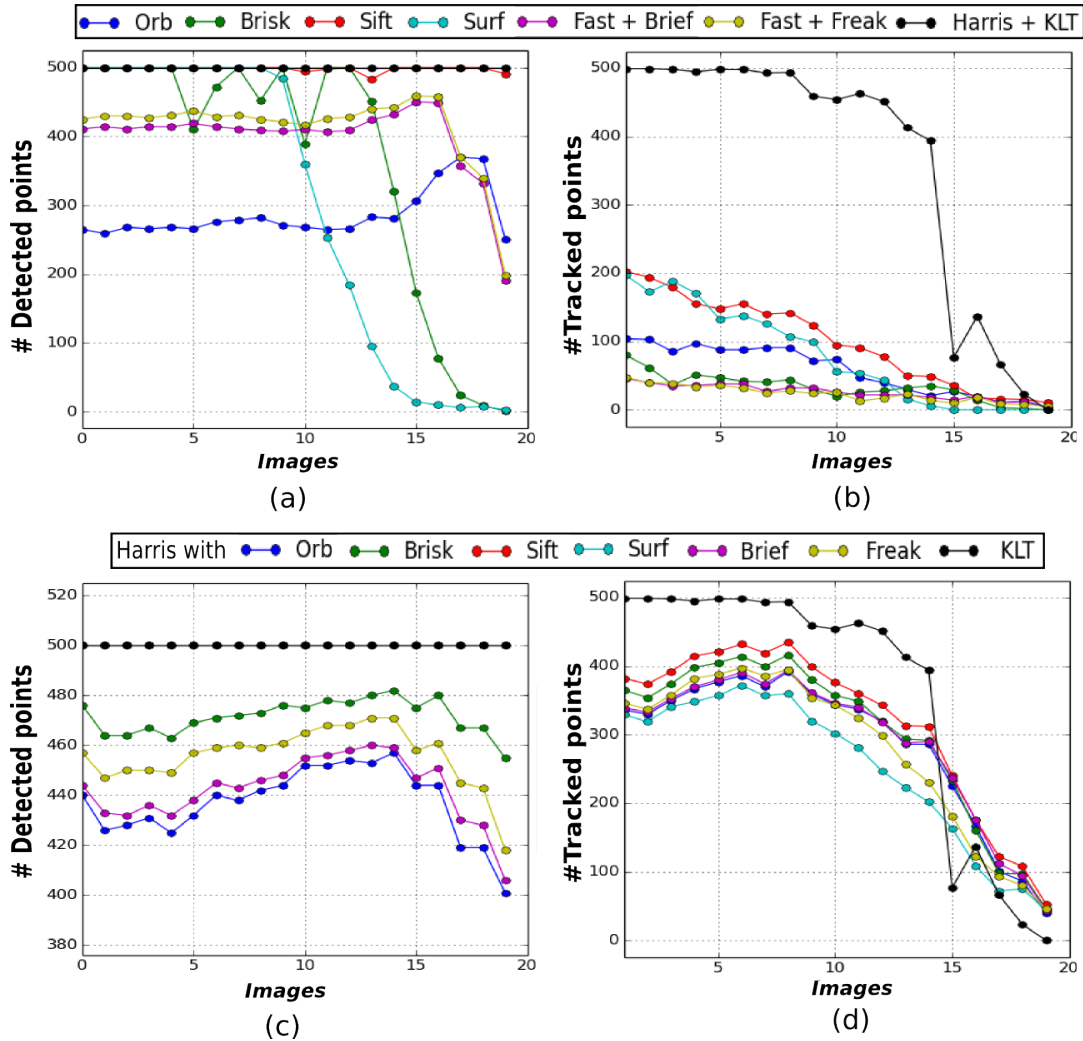 Orb Brisk Sift Surf Fast + Brief Fast + Freak Harris + KLT
# Detected points
500
400
300
200
100
0
0 5 10 15 20
Images
(a)
#Tracked points
500
400
300
200
100
0
5 10 15 20
Images
(b)
Harris with Orb Brisk Sift Surf Brief Freak KLT
# Detected points
520
500
480
460
440
420
400
380
0 5 10 15 20
Images
(c)
#Tracked points
500
400
300
200
100
0
5 10 15 20
Images
(d)